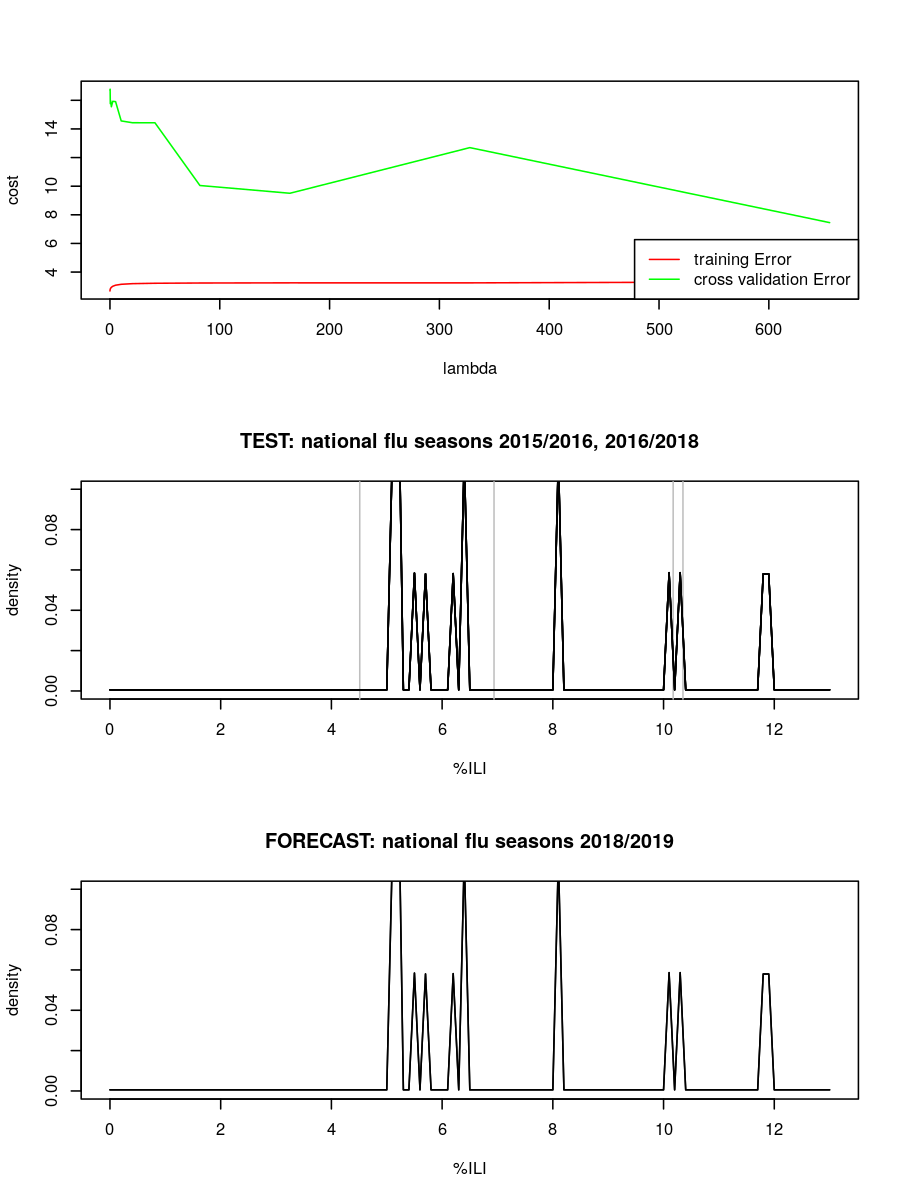 14
10
8
6
4
cost
training Error
cross validation Error
0 100 200 300 400 500 600
lambda
TEST: national flu seasons 2015/2016, 2016/2018
0.08
0.04
0.00
density
0 2 4 6 8 10 12
%ILI
FORECAST: national flu seasons 2018/2019
0.08
0.04
0.00
density
0 2 4 6 8 10 12
%ILI